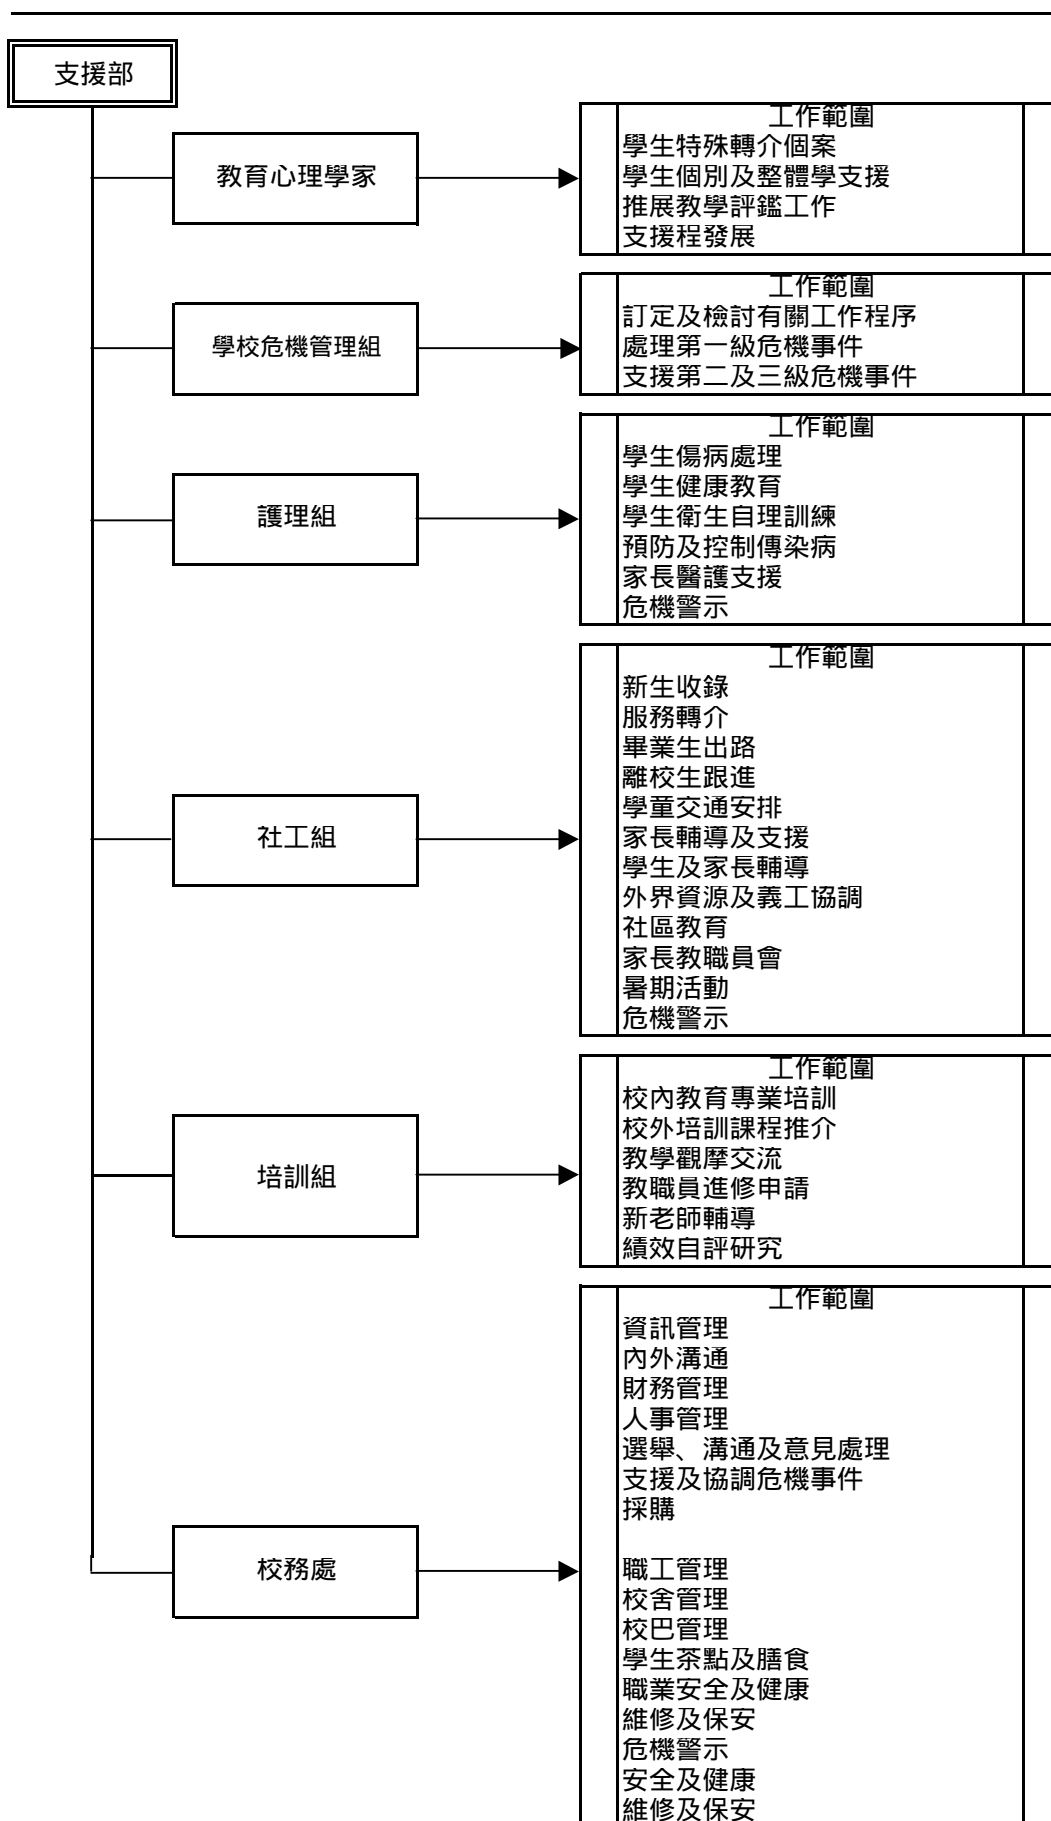 支援部
教育心理學家
工作範圍
學生特殊轉介個案
學生個別及整體學支援
推展教學評鑑工作
支援程發展
學校危機管理組
工作範圍
訂定及檢討有關工作程序
處理第一級危機事件
支援第二及三級危機事件
護理組
工作範圍
學生傷病處理
學生健康教育
學生衛生自理訓練
預防及控制傳染病
家長醫護支援
危機警示
社工組
工作範圍
新生收錄
服務轉介
畢業生出路
離校生跟進
學童交通安排
家長輔導及支援
學生及家長輔導
外界資源及義工協調
社區教育
家長教職員會
暑期活動
危機警示
培訓組
工作範圍
校內教育專業培訓
校外培訓課程推介
教學觀摩交流
教職員進修申請
新老師輔導
績效自評研究
校務處
工作範圍
資訊管理
內外溝通
財務管理
人事管理
選舉、溝通及意見處理
支援及協調危機事件
採購
職工管理
校舍管理
校巴管理
學生茶點及膳食
職業安全及健康
維修及保安
危機警示
安全及健康
維修及保安